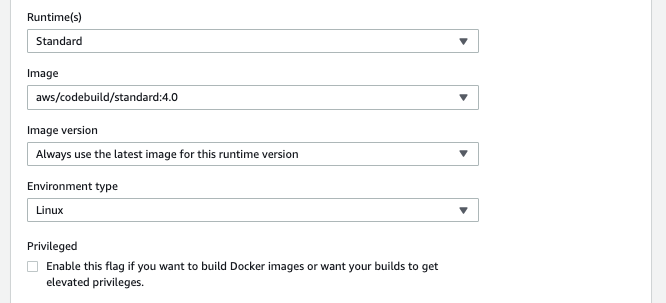 Runtime(s)
Standard
Image
aws/codebuild/standard:4.0
Image version
Always use the latest image for this runtime version
Environment type
Linux
Privileged
Enable this flag if you want to build Docker images or want your builds to get
elevated privileges.